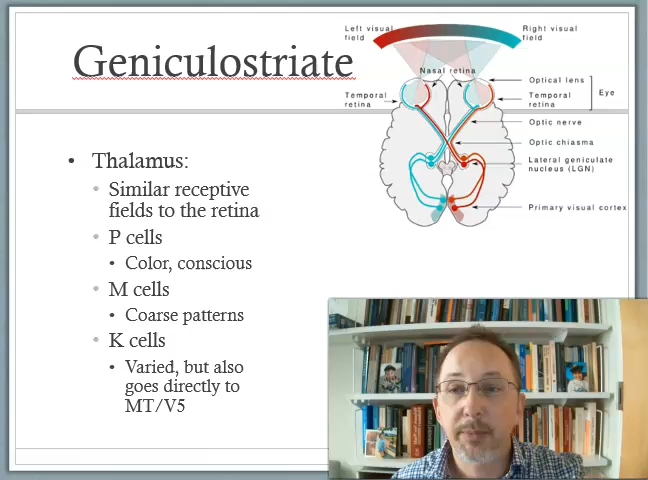 Geniculostriate
• Thalamus:
• Similar receptive
fields to the retina
• P cells
• Color, conscious
• M cells
• Coarse patterns
• K cells
• Varied, but also
goes directly to
MT/V5
Left visual
field
Right visual
field
Nasal retina
Temporal
retina
Optical lens
Eye
Temporal
retina
Optic nerve
Optic chiasma
Lateral geniculate
nucleus (LGN)
Primary visual cortex